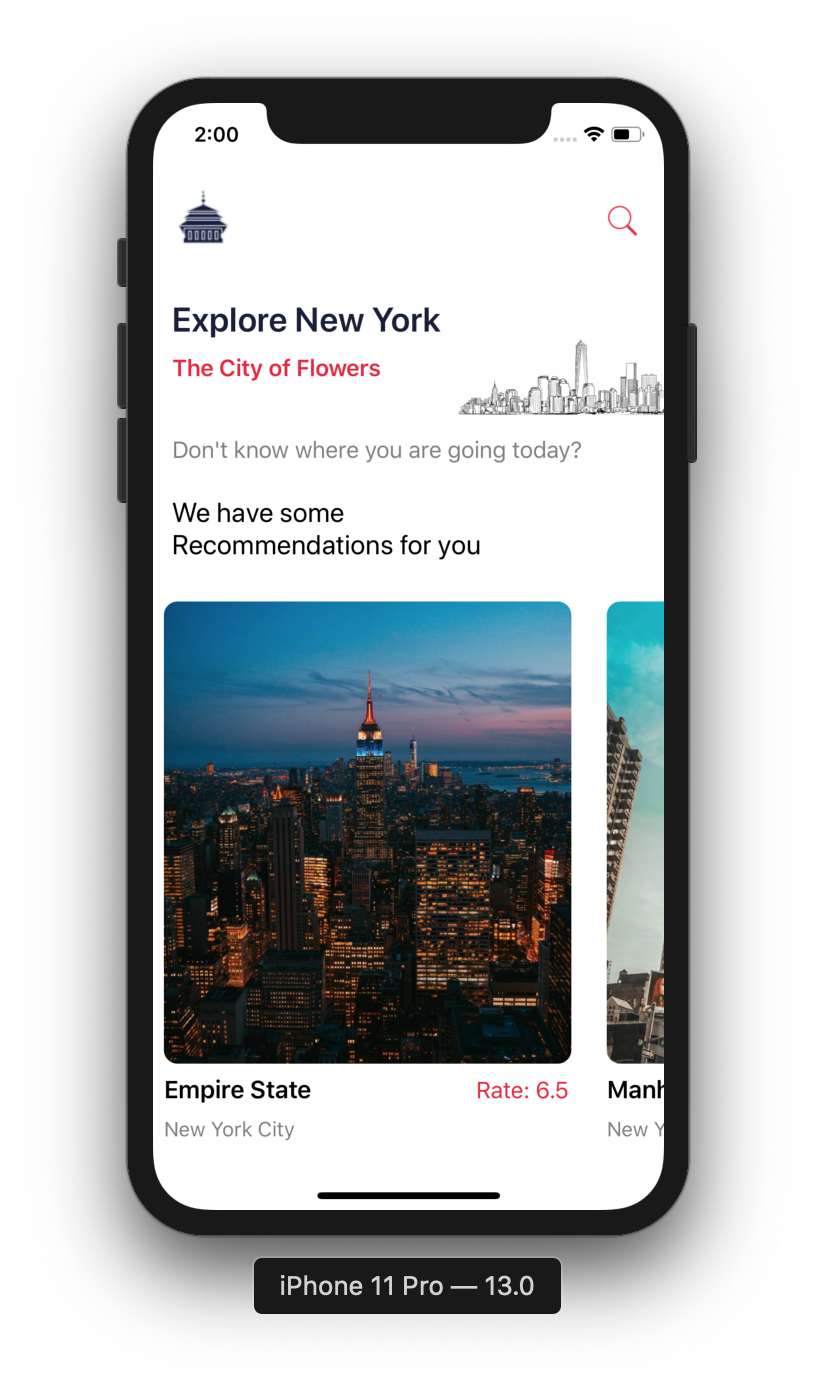 2:00
Explore New York
The City of Flowers
Don't know where you are going today?
We have some
Recommendations for you
Empire State
Rate: 6.5
Manh
New York City
New Y
iPhone 11 Pro — 13.0